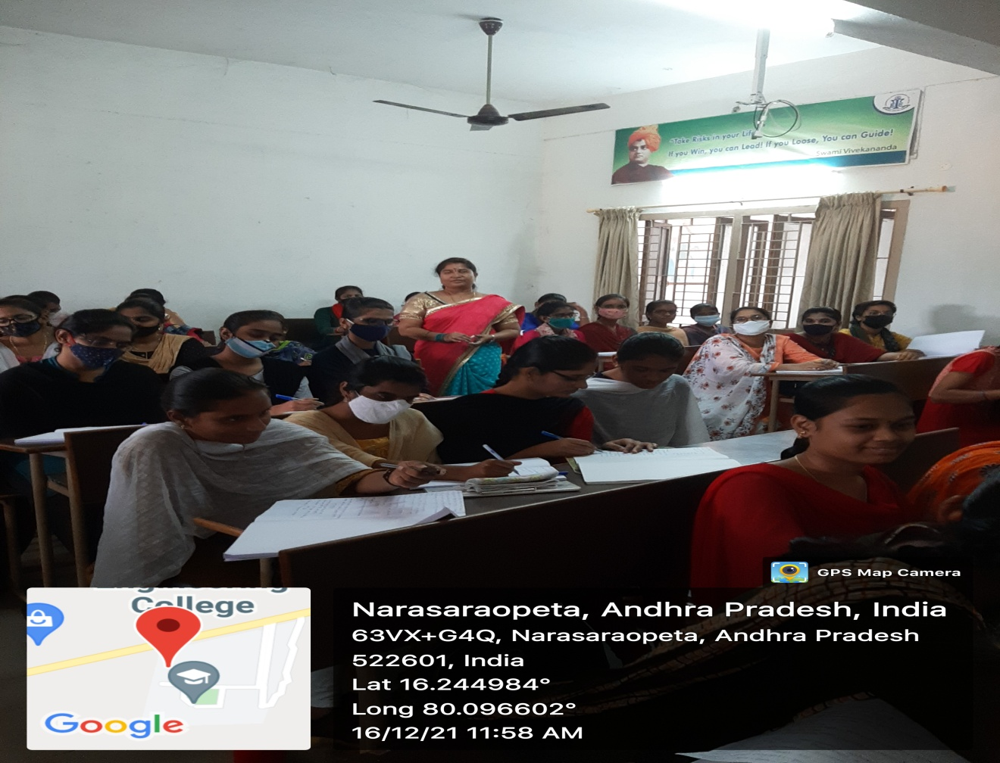 "Take Risks in your Life
If you Win, you can Lead! If you Loose, You can Guide!
Swami Vivekananda
GPS Map Camera
College
Google
Narasaraopeta, Andhra Pradesh, India
63VX+G4Q, Narasaraopeta, Andhra Pradesh
522601, India
Lat 16.244984°
Long 80.096602°
16/12/21 11:58 AM